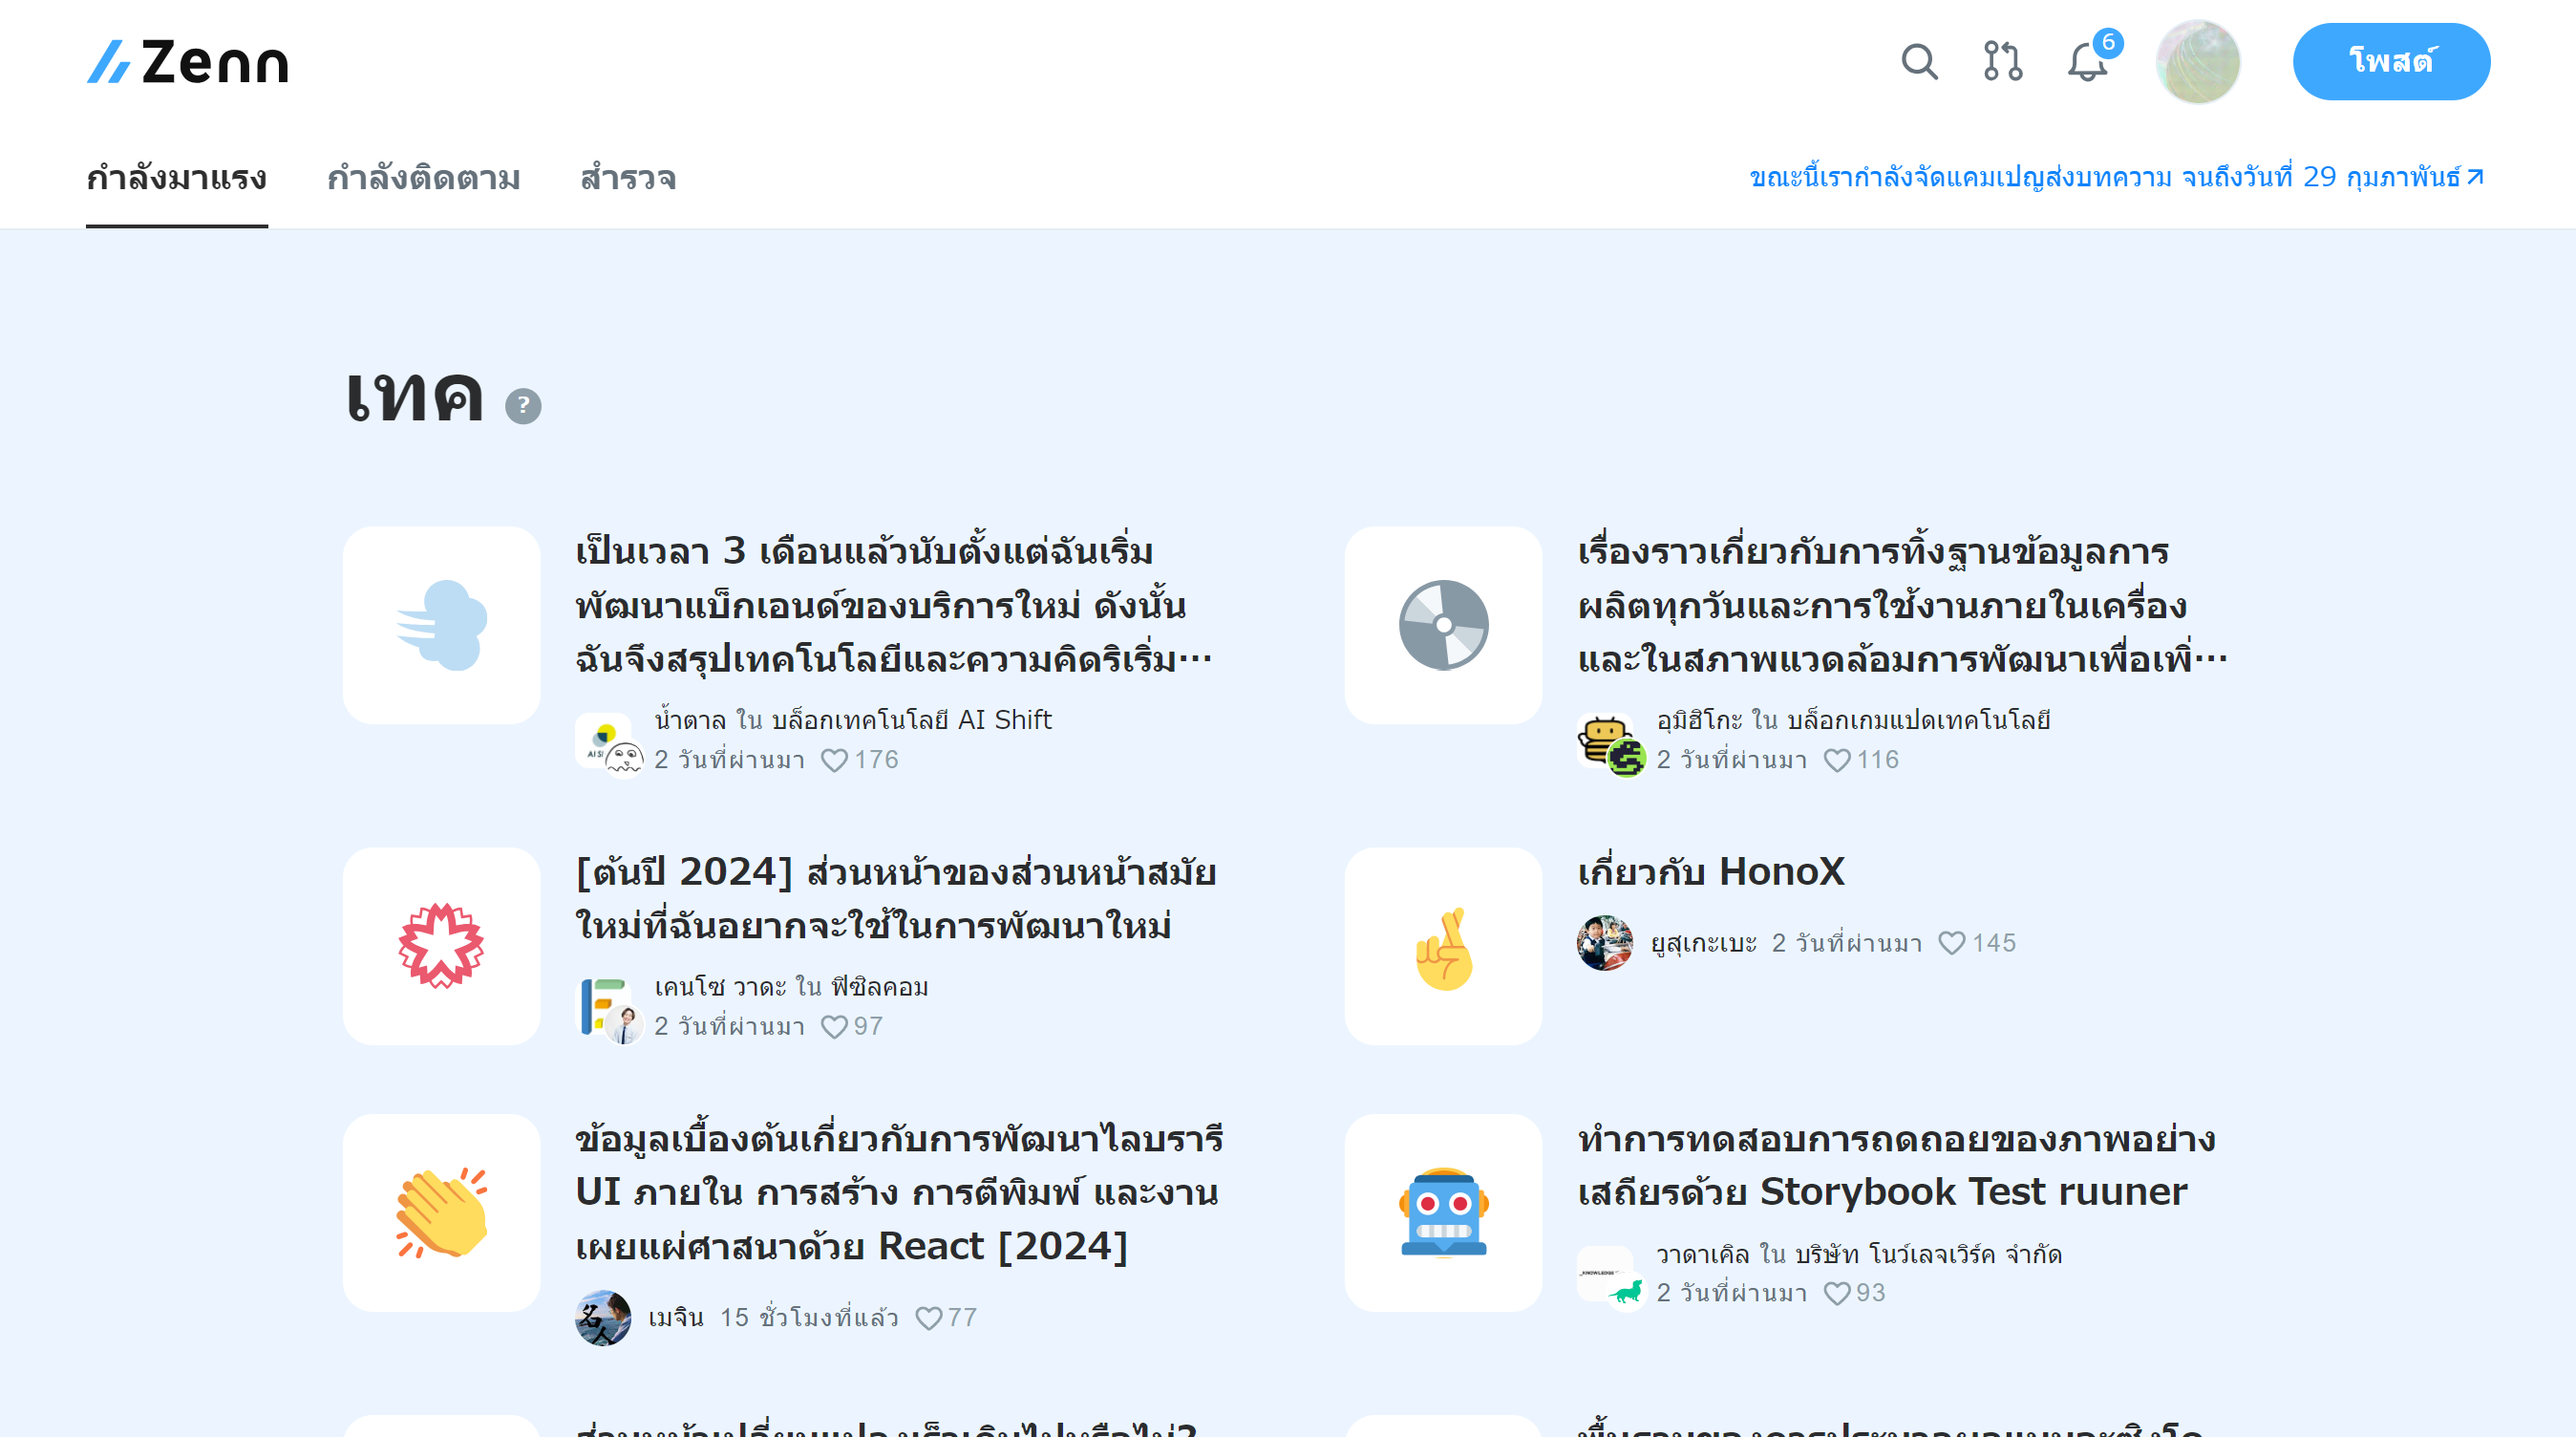 Zenn
6
โพสต์
กำลังมาแรง
กำลังติดตาม
สำรวจ
ขณะนี้เรากำลังจัดแคมเปญส่งบทความ จนถึงวันที่ 29 กุมภาพันธ์
เทค ?
เป็นเวลา 3 เดือนแล้วนับตั้งแต่ฉันเริ่ม
พัฒนาแบ็กเอนด์ของบริการใหม่ ดังนั้น
ฉันจึงสรุปเทคโนโลยีและความคิดริเริ่ม…
น้ำตาล ใน บล็อกเทคโนโลยี AI Shift
2 วันที่ผ่านมา 176
เรื่องราวเกี่ยวกับการทิ้งฐานข้อมูลการ
ผลิตทุกวันและการใช้งานภายในเครื่อง
และในสภาพแวดล้อมการพัฒนาเพื่อเพิ่…
อุมิฮิโกะ ใน บล็อกเกมแปดเทคโนโลยี
2 วันที่ผ่านมา 116
[ต้นปี 2024] ส่วนหน้าของส่วนหน้าสมัย
ใหม่ที่ฉันอยากจะใช้ในการพัฒนาใหม่
เคนโซ วาดะ ใน ฟิซิลคอม
2 วันที่ผ่านมา 97
เกี่ยวกับ HonoX
ยูสุเกะเบะ 2 วันที่ผ่านมา 145
ข้อมูลเบื้องต้นเกี่ยวกับการพัฒนาไลบรารี
UI ภายใน การสร้าง การตีพิมพ์ และงาน
เผยแผ่ศาสนาด้วย React [2024]
เมจิน 15 ชั่วโมงที่แล้ว 77
ทำการทดสอบการถดถอยของภาพอย่าง
เสถียรด้วย Storybook Test ruuner
วาดาเคิล ใน บริษัท โนว์เลจเวิร์ค จำกัด
2 วันที่ผ่านมา 93